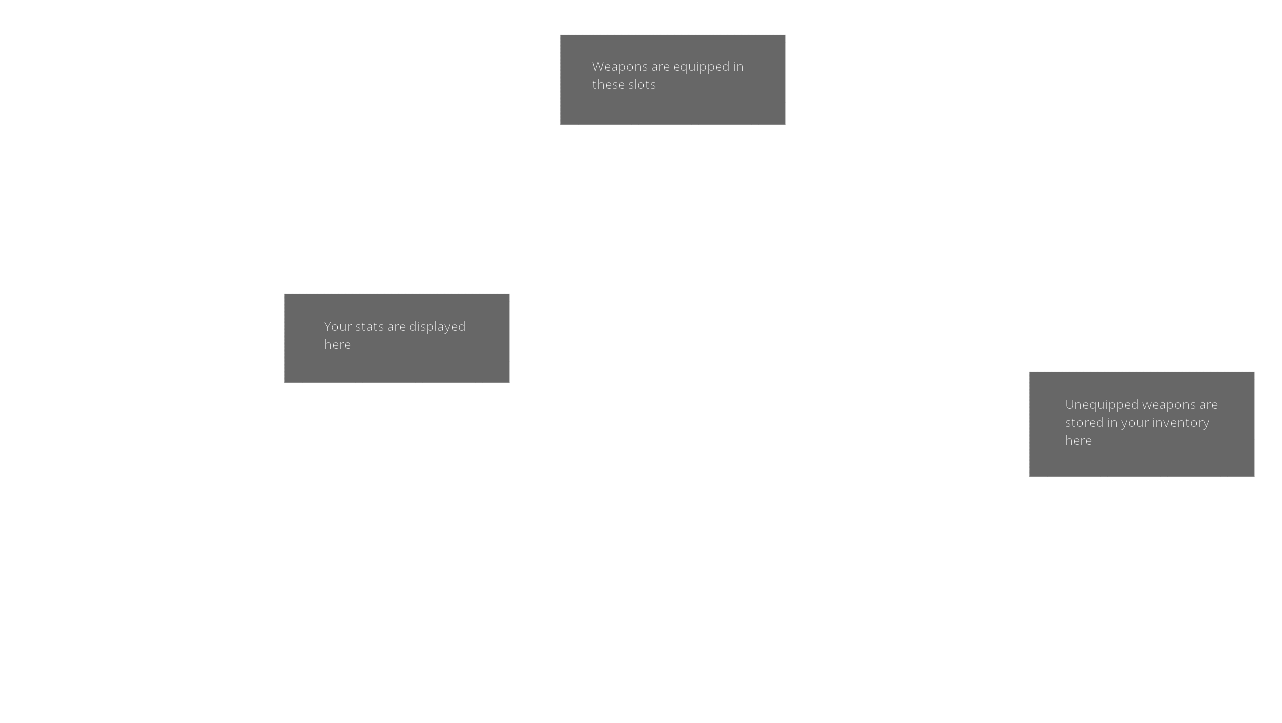 Weapons are equipped in
these slots
Your stats are displayed
here
Unequipped weapons are
stored in your inventory
here